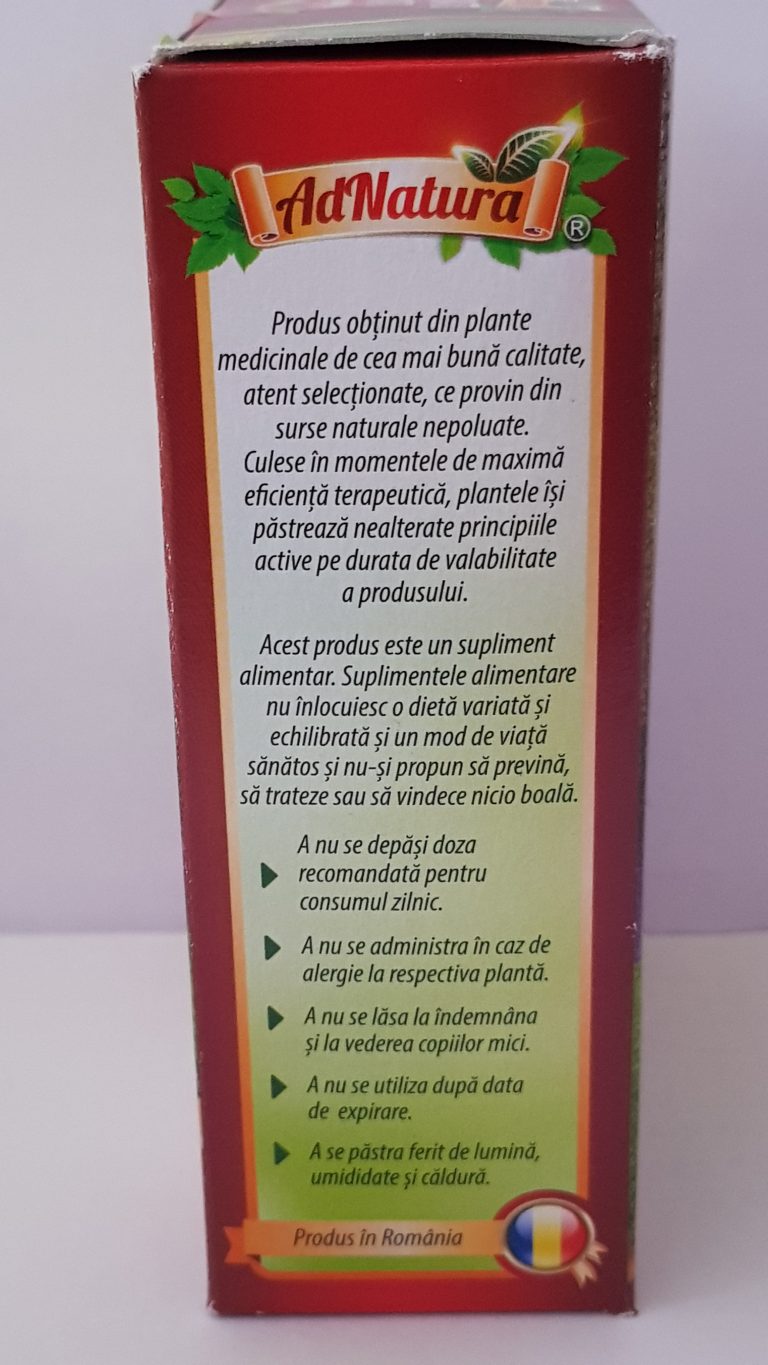 AdNatura
®
Produs obținut din plante
medicinale de cea mai bună calitate,
atent selecționate, ce provin din
surse naturale nepoluate.
Culese în momentele de maximă
eficiență terapeutică, plantele își
păstrează nealterate principiile
active pe durata de valabilitate
a produsului.
Acest produs este un supliment
alimentar. Suplimentele alimentare
nu înlocuiesc o dietă variată și
echilibrată și un mod de viață
sănătos și nu-și propun să prevină,
să trateze sau să vindece nicio boală.
A nu se depăși doza
recomandată pentru
consumul zilnic.
A nu se administra în caz de
alergie la respectiva plantă.
A nu se lăsa la îndemnâna
și la vederea copiilor mici.
A nu se utiliza după data
de expirare.
A se păstra ferit de lumină,
umididate și căldură.
Produs în România